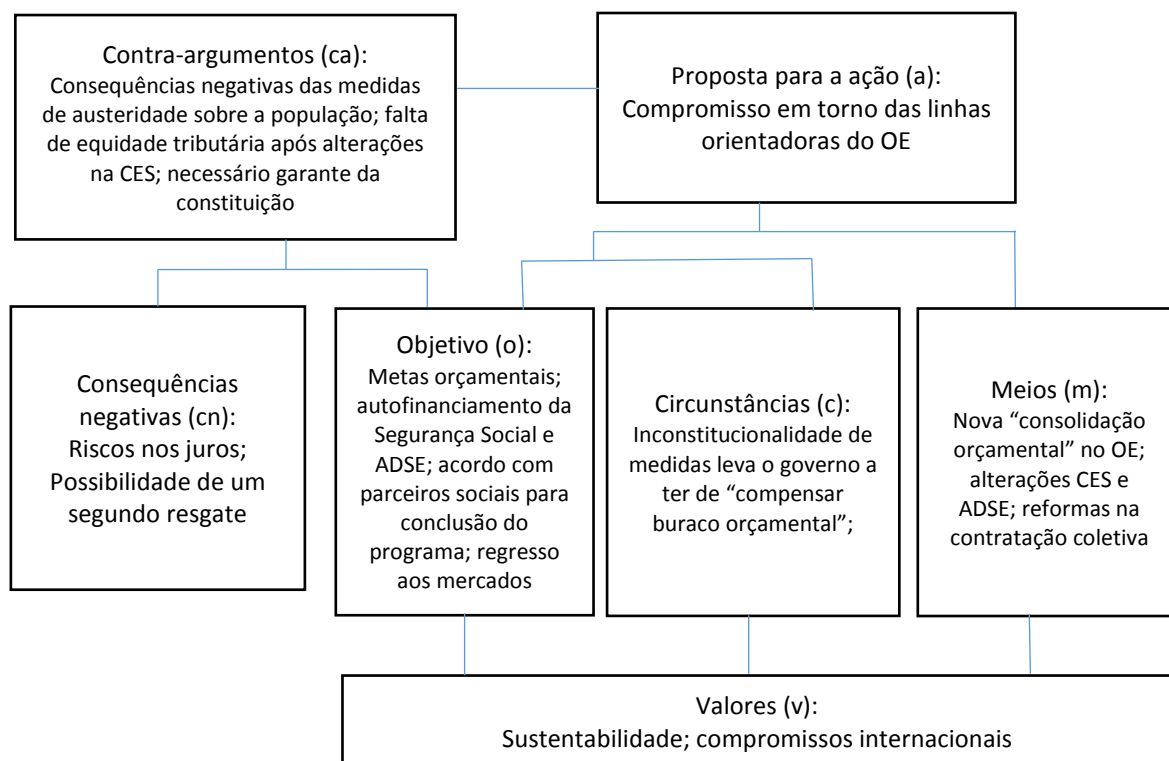 Contra-argumentos (ca):
Consequências negativas das medidas
de austeridade sobre a população; falta
de equidade tributária após alterações
na CES; necessário garante da
constituição
Proposta para a ação (a):
Compromisso em torno das linhas
orientadoras do OE
Consequências
negativas (cn):
Riscos nos juros;
Possibilidade de um
segundo resgate
Objetivo (o):
Metas orçamentais;
autofinanciamento da
Segurança Social e
ADSE; acordo com
parceiros sociais para
conclusão do
programa; regresso
aos mercados
Circunstâncias (c):
Inconstitucionalidade de
medidas leva o governo a
ter de “compensar
buraco orçamental”;
Meios (m):
Nova “consolidação
orçamental” no OE;
alterações CES e
ADSE; reformas na
contratação coletiva
Valores (v):
Sustentabilidade; compromissos internacionais